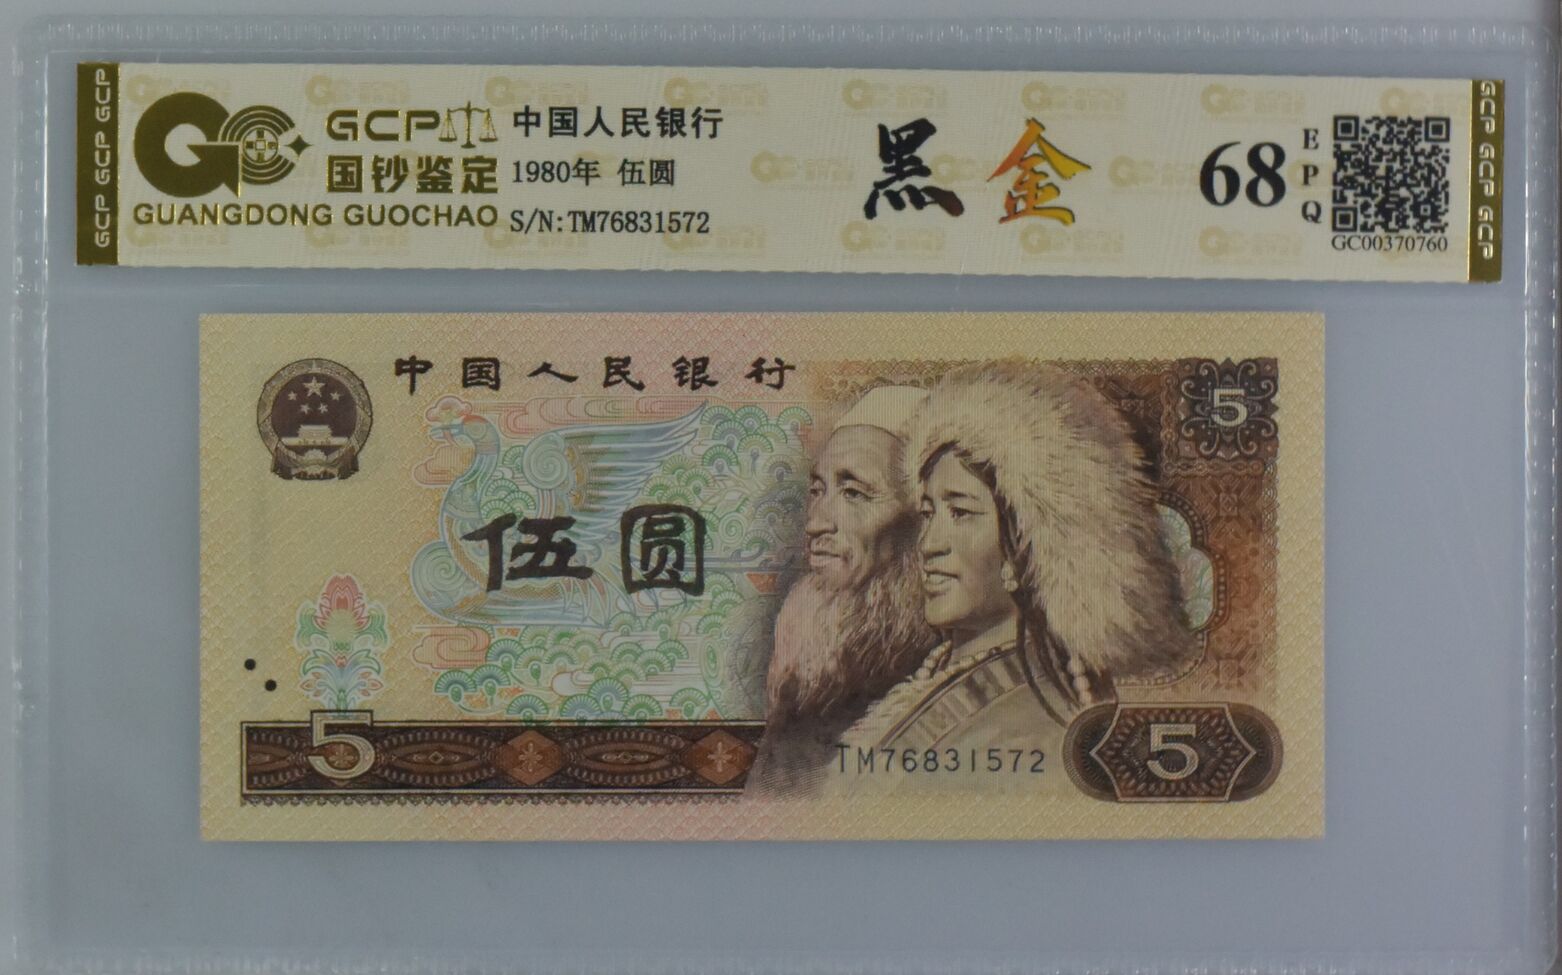 GCP GCP GCP
GCP
国钞鉴定
GUANGDONG GUOCHAO
中国人民银行
1980年 伍圆
S/N:TM76831572
黑金
68
EPQ
GC00370760
GCP GCP GCP
中国人民银行
5
伍圆
5
TM76831572
5